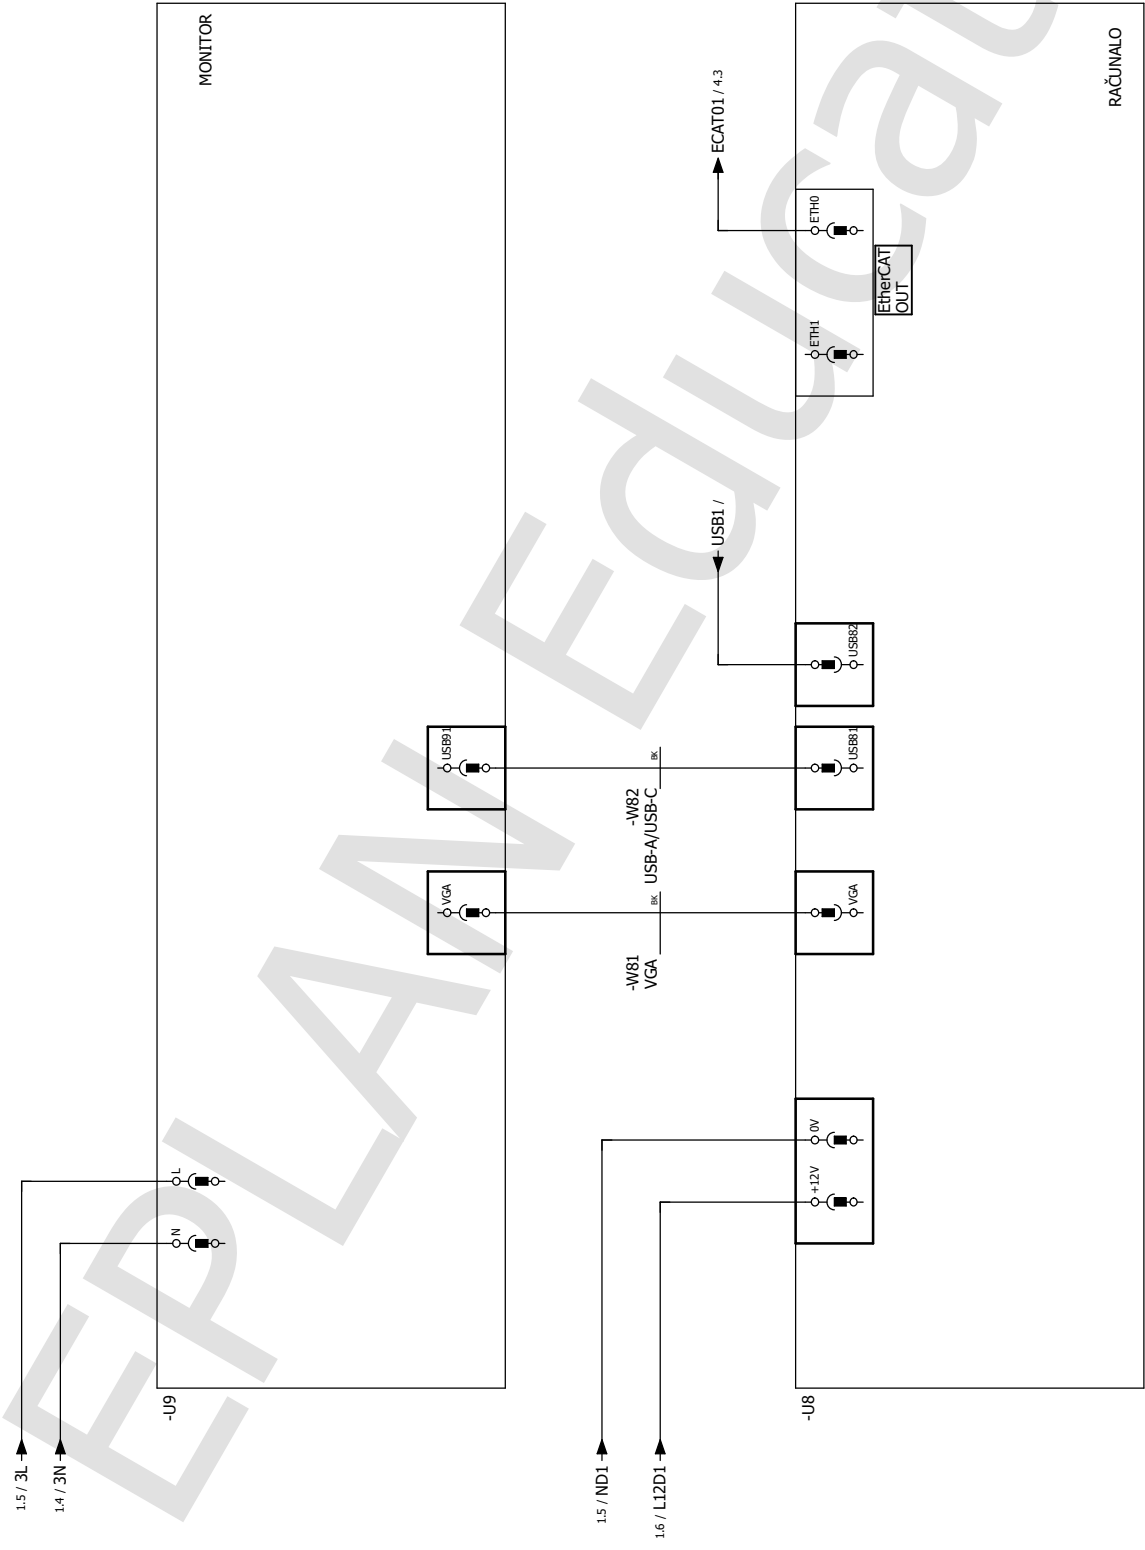 1.5 / 3L
1.4 / 3N
-U9
MONITOR
N
L
VGA
USB91
-W81
VGA
BK
-W82
USB-A/USB-C
BK
1.5 / ND1
1.6 / L12D1
USB1 /
ECAT01 / 4.3
-U8
RAČUNALO
+12V
0V
VGA
USB81
USB82
ETH1
ETH0
EtherCAT
OUT
EPLAN Educat